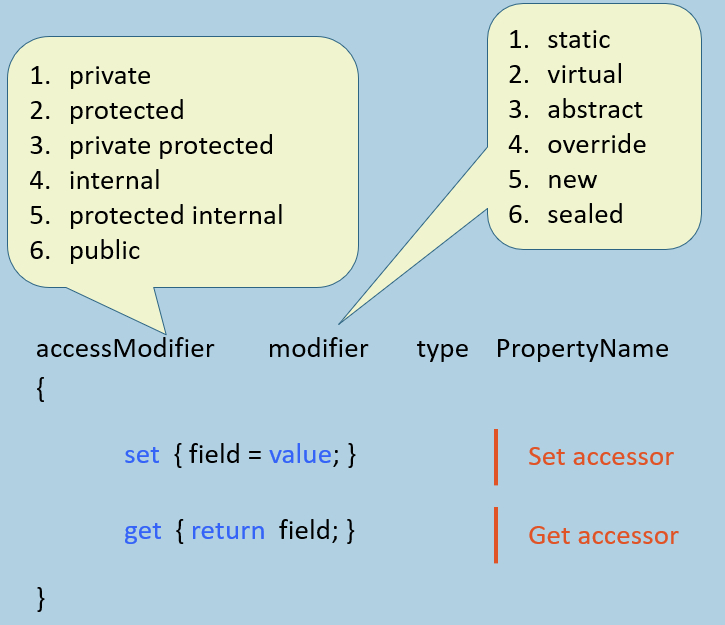 1. private
2. protected
3. private protected
4. internal
5. protected internal
6. public
1. static
2. virtual
3. abstract
4. override
5. new
6. sealed
accessModifier modifier type PropertyName
{
set { field = value; } Set accessor
get { return field; } Get accessor
}